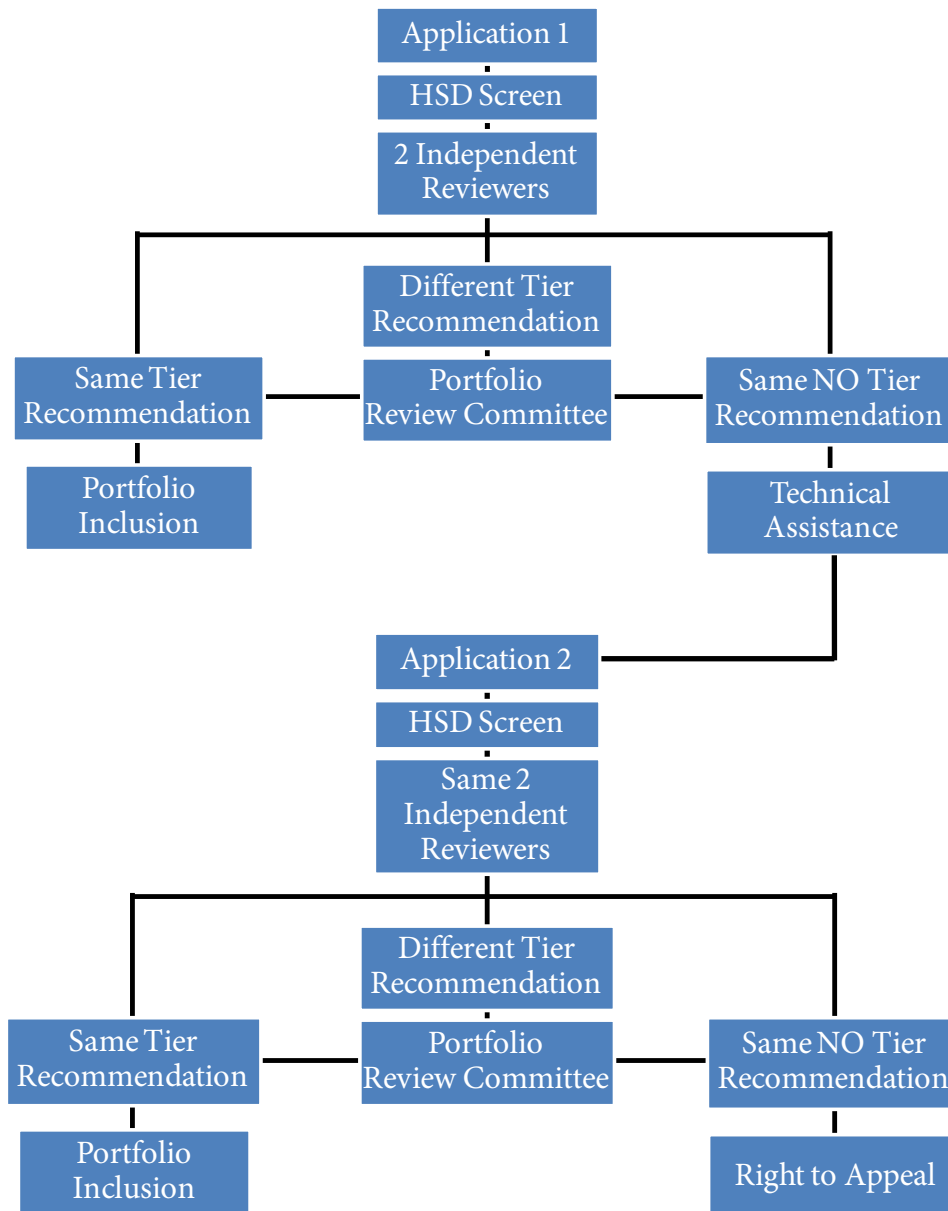 Application 1
HSD Screen
2 Independent
Reviewers
Different Tier
Recommendation
Same Tier
Recommendation
Portfolio
Review Committee
Same NO Tier
Recommendation
Portfolio
Inclusion
Technical
Assistance
Application 2
HSD Screen
Same 2
Independent
Reviewers
Different Tier
Recommendation
Same Tier
Recommendation
Portfolio
Review Committee
Same NO Tier
Recommendation
Portfolio
Inclusion
Right to Appeal